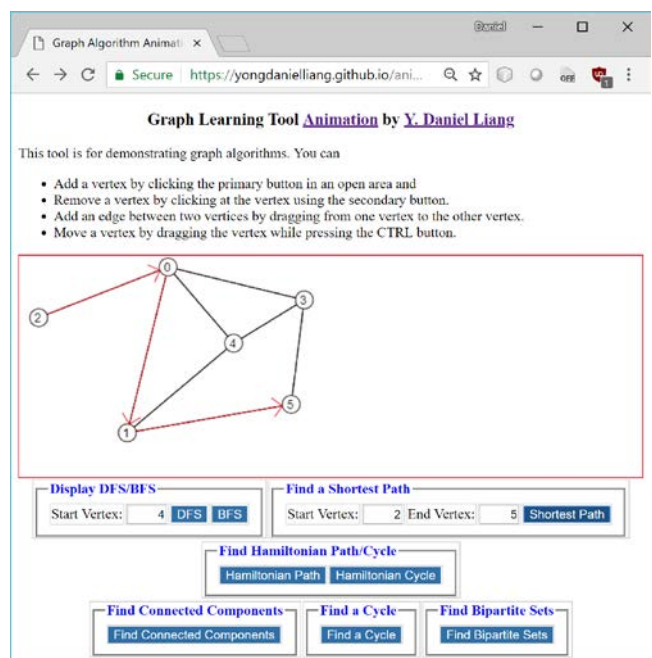 Daniel
Graph Algorithm Animati
Secure https://yongdanielliang.github.io/ani...
OFF
1
Graph Learning Tool Animation by Y. Daniel Liang
This tool is for demonstrating graph algorithms. You can
• Add a vertex by clicking the primary button in an open area and
• Remove a vertex by clicking at the vertex using the secondary button.
• Add an edge between two vertices by dragging from one vertex to the other vertex.
• Move a vertex by dragging the vertex while pressing the CTRL button.
0
3
2
4
5
1
Display DFS/BFS
Start Vertex: 4 DFS BFS
Find a Shortest Path
Start Vertex: 2 End Vertex: 5 Shortest Path
Find Hamiltonian Path/Cycle
Hamiltonian Path Hamiltonian Cycle
Find Connected Components
Find Connected Components
Find a Cycle
Find a Cycle
Find Bipartite Sets
Find Bipartite Sets